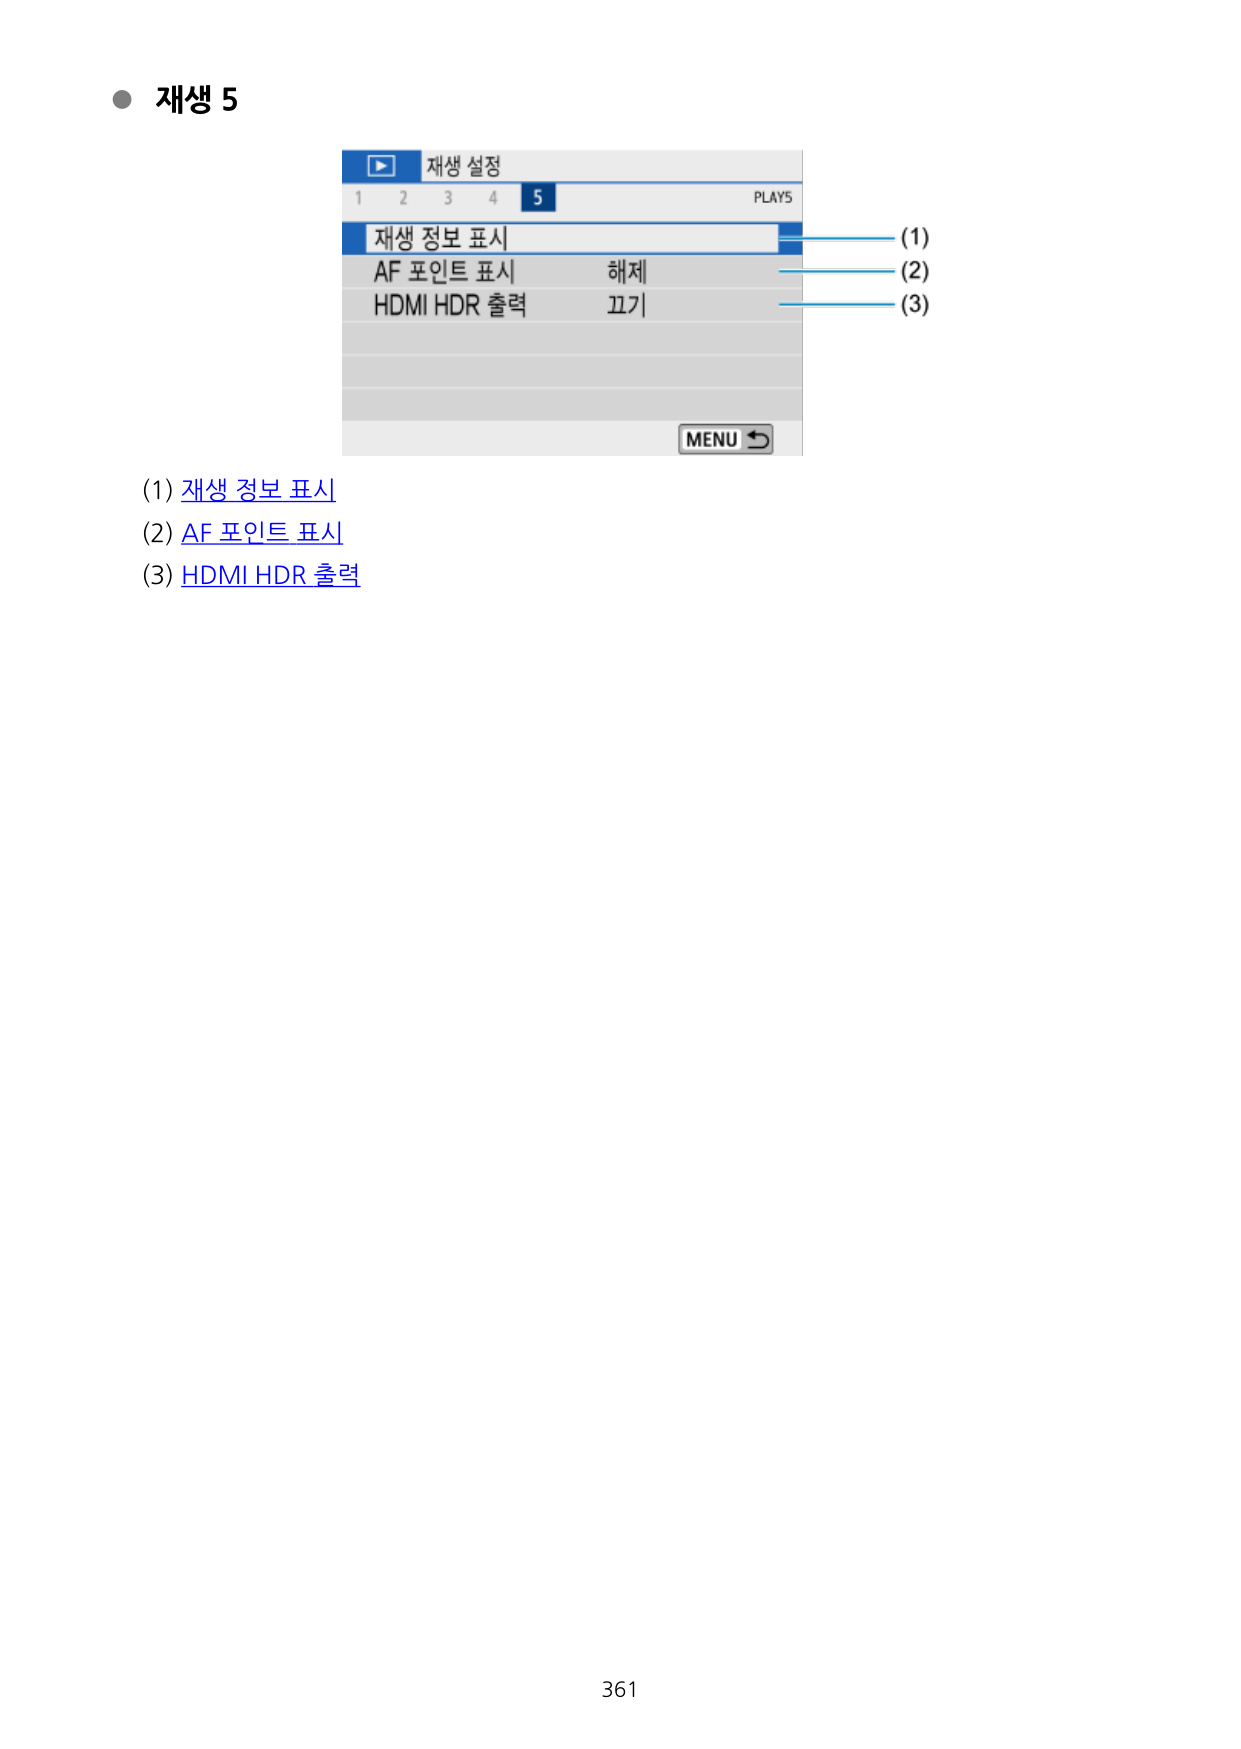 ● 재생 5
재생 설정
1 2 3 4 5 PLAY5
재생 정보 표시 (1)
AF 포인트 표시 해제 (2)
HDMI HDR 출력 끄기 (3)
MENU
(1) 재생 정보 표시
(2) AF 포인트 표시
(3) HDMI HDR 출력
361